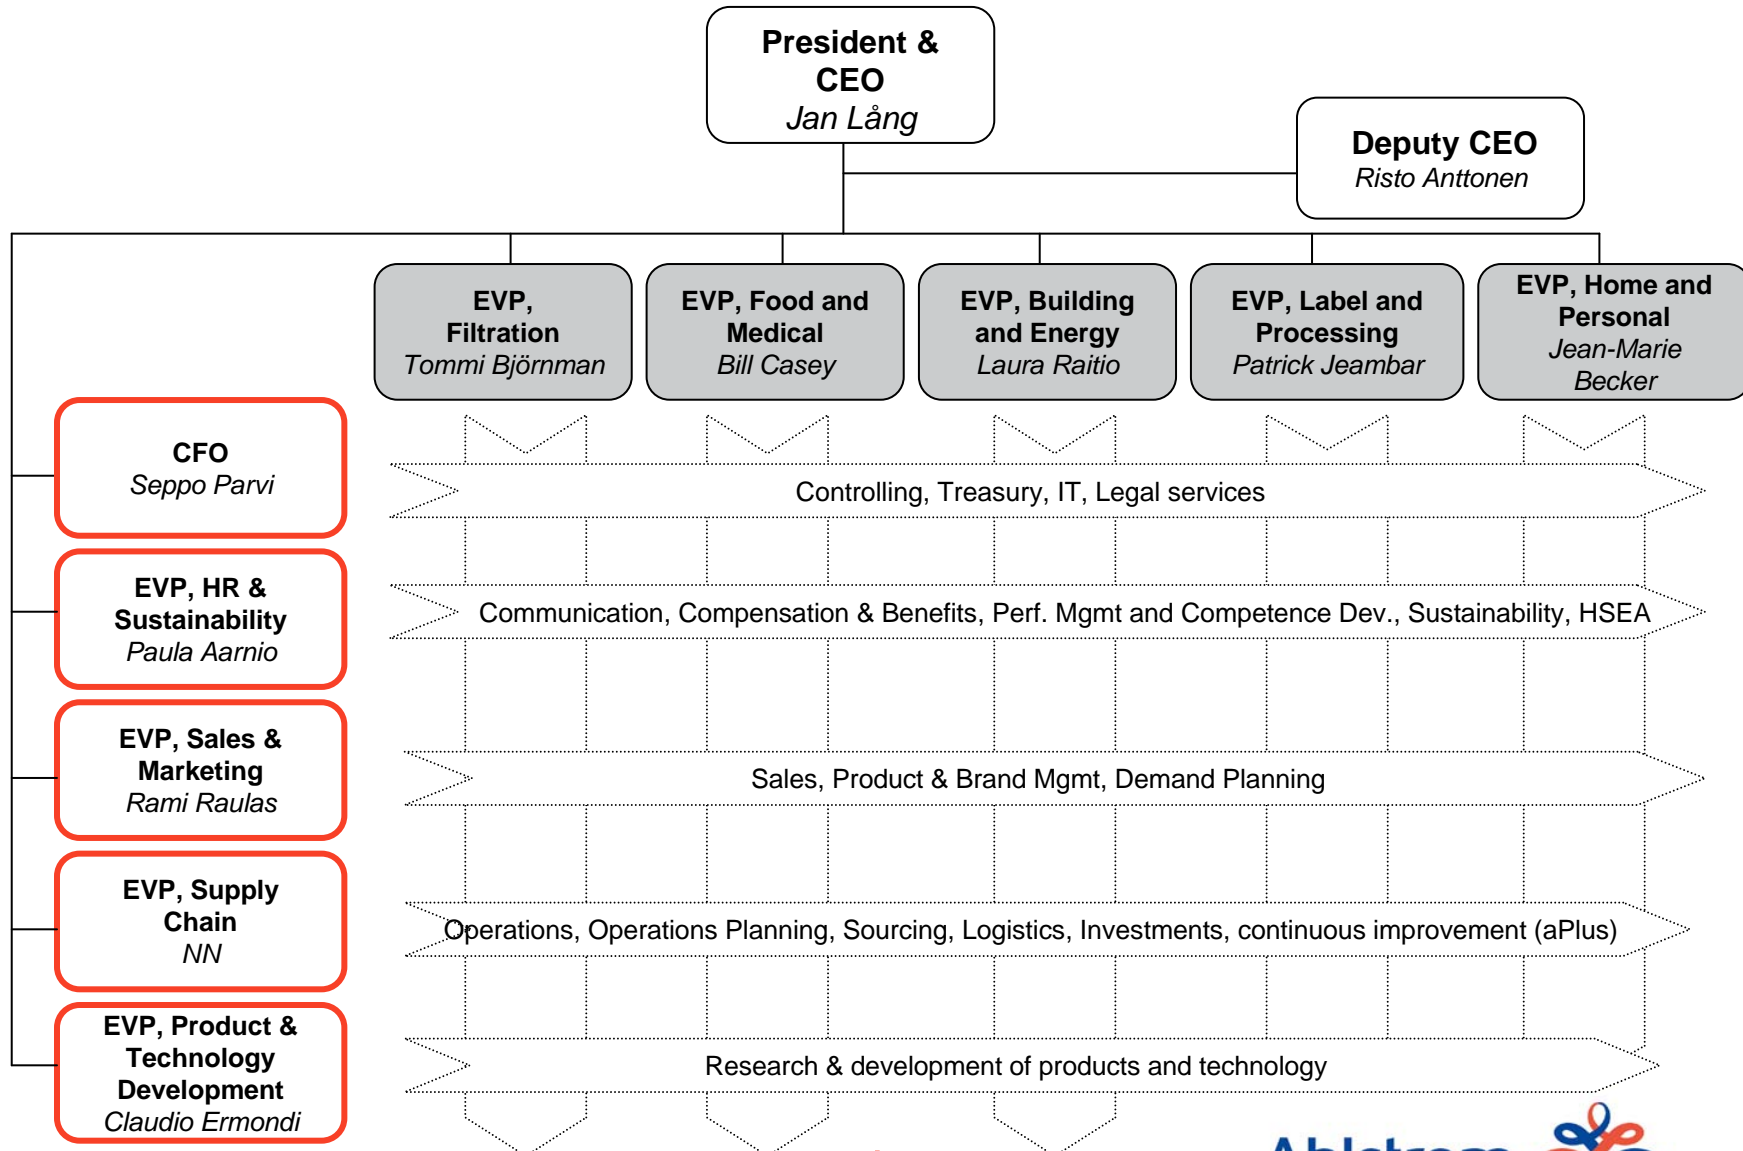 President &
CEO
Jan Lång
Deputy CEO
Risto Anttonen
EVP,
Filtration
Tommi Björnman
EVP, Food and
Medical
Bill Casey
EVP, Building
and Energy
Laura Raitio
EVP, Label and
Processing
Patrick Jeambar
EVP, Home and
Personal
Jean-Marie
Becker
CFO
Seppo Parvi
Controlling, Treasury, IT, Legal services
EVP, HR &
Sustainability
Paula Aarnio
Communication, Compensation & Benefits, Perf. Mgmt and Competence Dev., Sustainability, HSEA
EVP, Sales &
Marketing
Rami Raulas
Sales, Product & Brand Mgmt, Demand Planning
EVP, Supply
Chain
NN
Operations, Operations Planning, Sourcing, Logistics, Investments, continuous improvement (aPlus)
EVP, Product &
Technology
Development
Claudio Ermondi
Research & development of products and technology
Ahlstrom